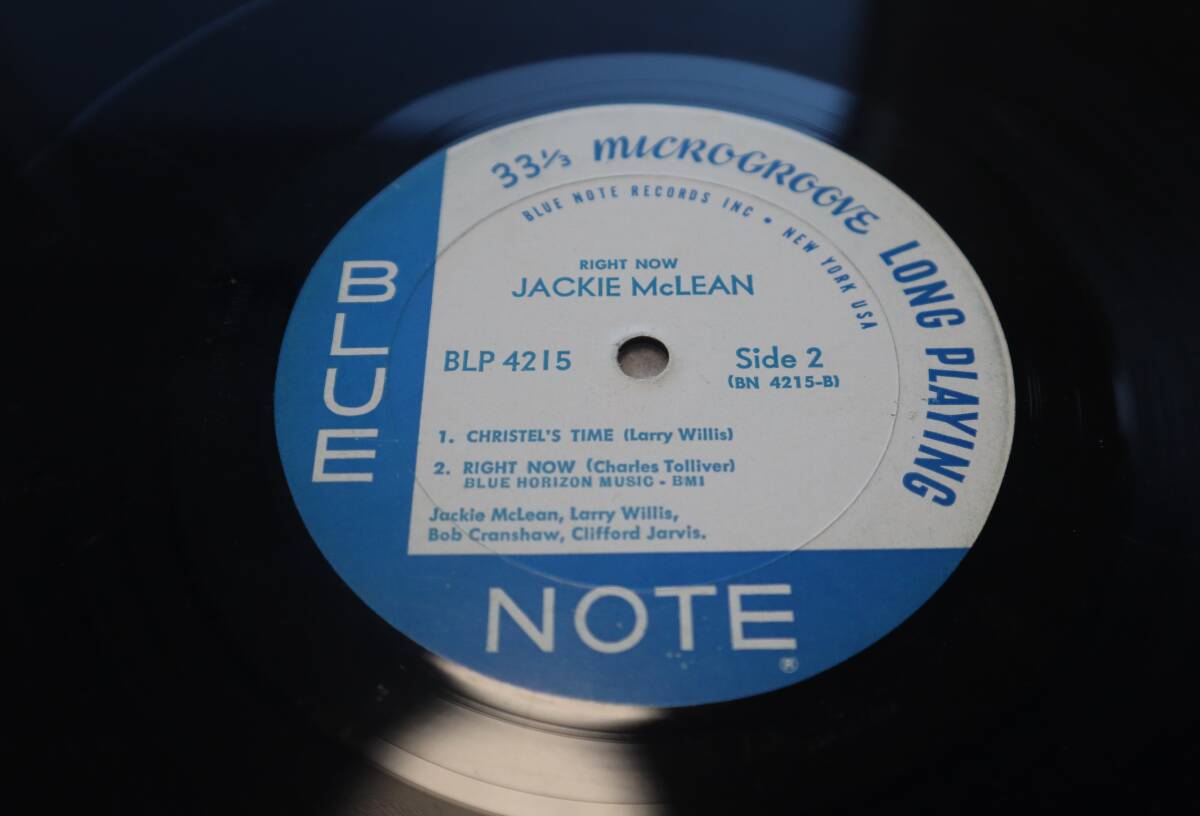 33⅓ MICROGROOVE LONG PLAYING
BLUE NOTE RECORDS INC • NEW YORK USA
RIGHT NOW
JACKIE McLEAN
BLP 4215
Side 2
(BN 4215-B)
1. CHRISTEL'S TIME (Larry Willis)
2. RIGHT NOW (Charles Tolliver)
BLUE HORIZON MUSIC - BMI
Jackie McLean, Larry Willis,
Bob Cranshaw, Clifford Jarvis.
BLUE
NOTE
®